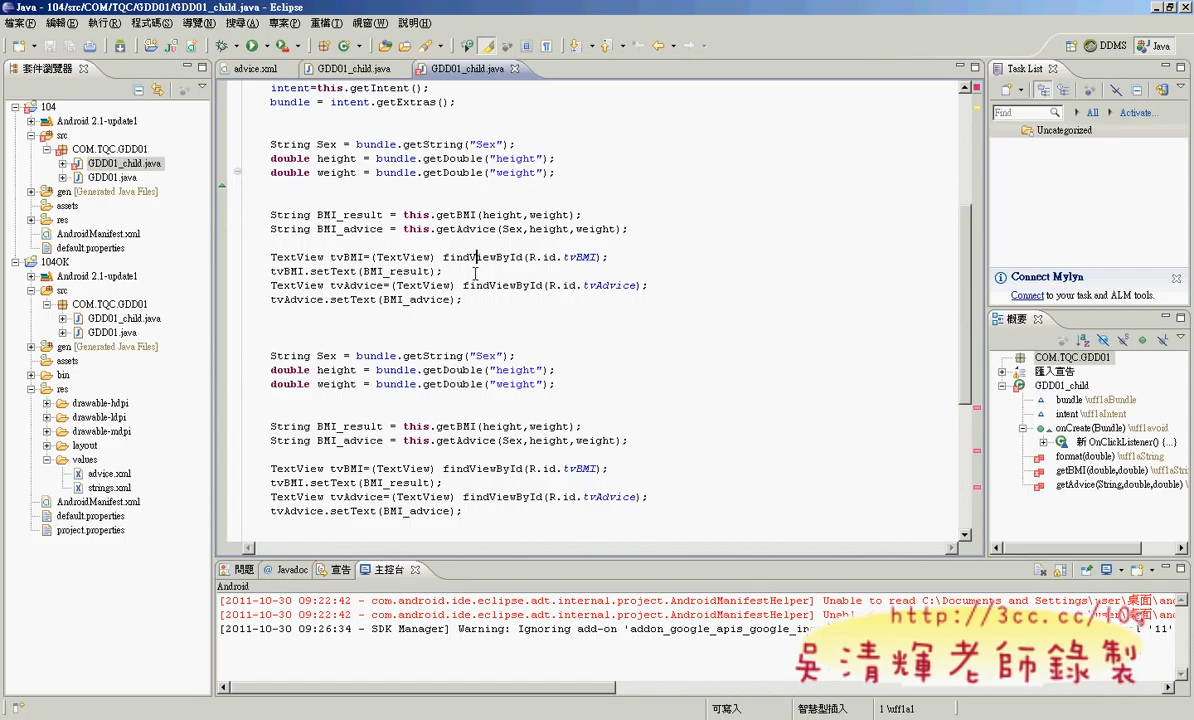 Java - 104/src/COM/TQC/GDD01/GDD01_child.java - Eclipse
檔案(F) 編輯(E) 執行(R) 程式碼(S) 導覽(N) 搜尋(A) 專案(P) 重構(T) 視窗(W) 說明(H)
DDMS Java
套件瀏覽器
104
Android 2.1-update1
src
COM.TQC.GDD01
GDD01_child.java
GDD01.java
gen [Generated Java Files]
assets
res
AndroidManifest.xml
default.properties
104OK
Android 2.1-update1
src
COM.TQC.GDD01
GDD01_child.java
GDD01.java
gen [Generated Java Files]
assets
bin
res
drawable-hdpi
drawable-ldpi
drawable-mdpi
layout
values
advice.xml
strings.xml
AndroidManifest.xml
default.properties
project.properties
advice.xml GDD01_child.java GDD01_child.java
intent=this.getIntent();
bundle = intent.getExtras();
String Sex = bundle.getString("Sex");
double height = bundle.getDouble("height");
double weight = bundle.getDouble("weight");
String BMI_result = this.getBMI(height,weight);
String BMI_advice = this.getAdvice(Sex,height,weight);
TextView tvBMI=(TextView) findViewById(R.id.tvBMI);
tvBMI.setText(BMI_result);
TextView tvAdvice=(TextView) findViewById(R.id.tvAdvice);
tvAdvice.setText(BMI_advice);
String Sex = bundle.getString("Sex");
double height = bundle.getDouble("height");
double weight = bundle.getDouble("weight");
String BMI_result = this.getBMI(height,weight);
String BMI_advice = this.getAdvice(Sex,height,weight);
TextView tvBMI=(TextView) findViewById(R.id.tvBMI);
tvBMI.setText(BMI_result);
TextView tvAdvice=(TextView) findViewById(R.id.tvAdvice);
tvAdvice.setText(BMI_advice);
Task List
Find All Activate...
Uncategorized
Connect Mylyn
Connect to your task and ALM tools.
概要
COM.TQC.GDD01
匯入宣告
GDD01_child
bundle \uff1aBundle
intent \uff1aIntent
onCreate(Bundle) \uff1avoid
新 OnClickListener() {...}
format(double) \uff1aString
getBMI(double,double) \uff1aStri
getAdvice(String,double,double) \uff1aS
問題 Javadoc 宣告 主控台
Android
[2011-10-30 09:22:42 - com.android.ide.eclipse.adt.internal.project.AndroidManifestHelper] Unable to read C:\Documents and Settings\user\桌面\and
[2011-10-30 09:22:42 - com.android.ide.eclipse.adt.internal.project.AndroidManifestHelper] Unable
[2011-10-30 09:26:34 - SDK Manager] Warning: Ignoring add-on 'addon_google_apis_google_in
http://3cc.cc/10
吳清輝老師錄製
可寫入 智慧型插入 1 \uff1a1